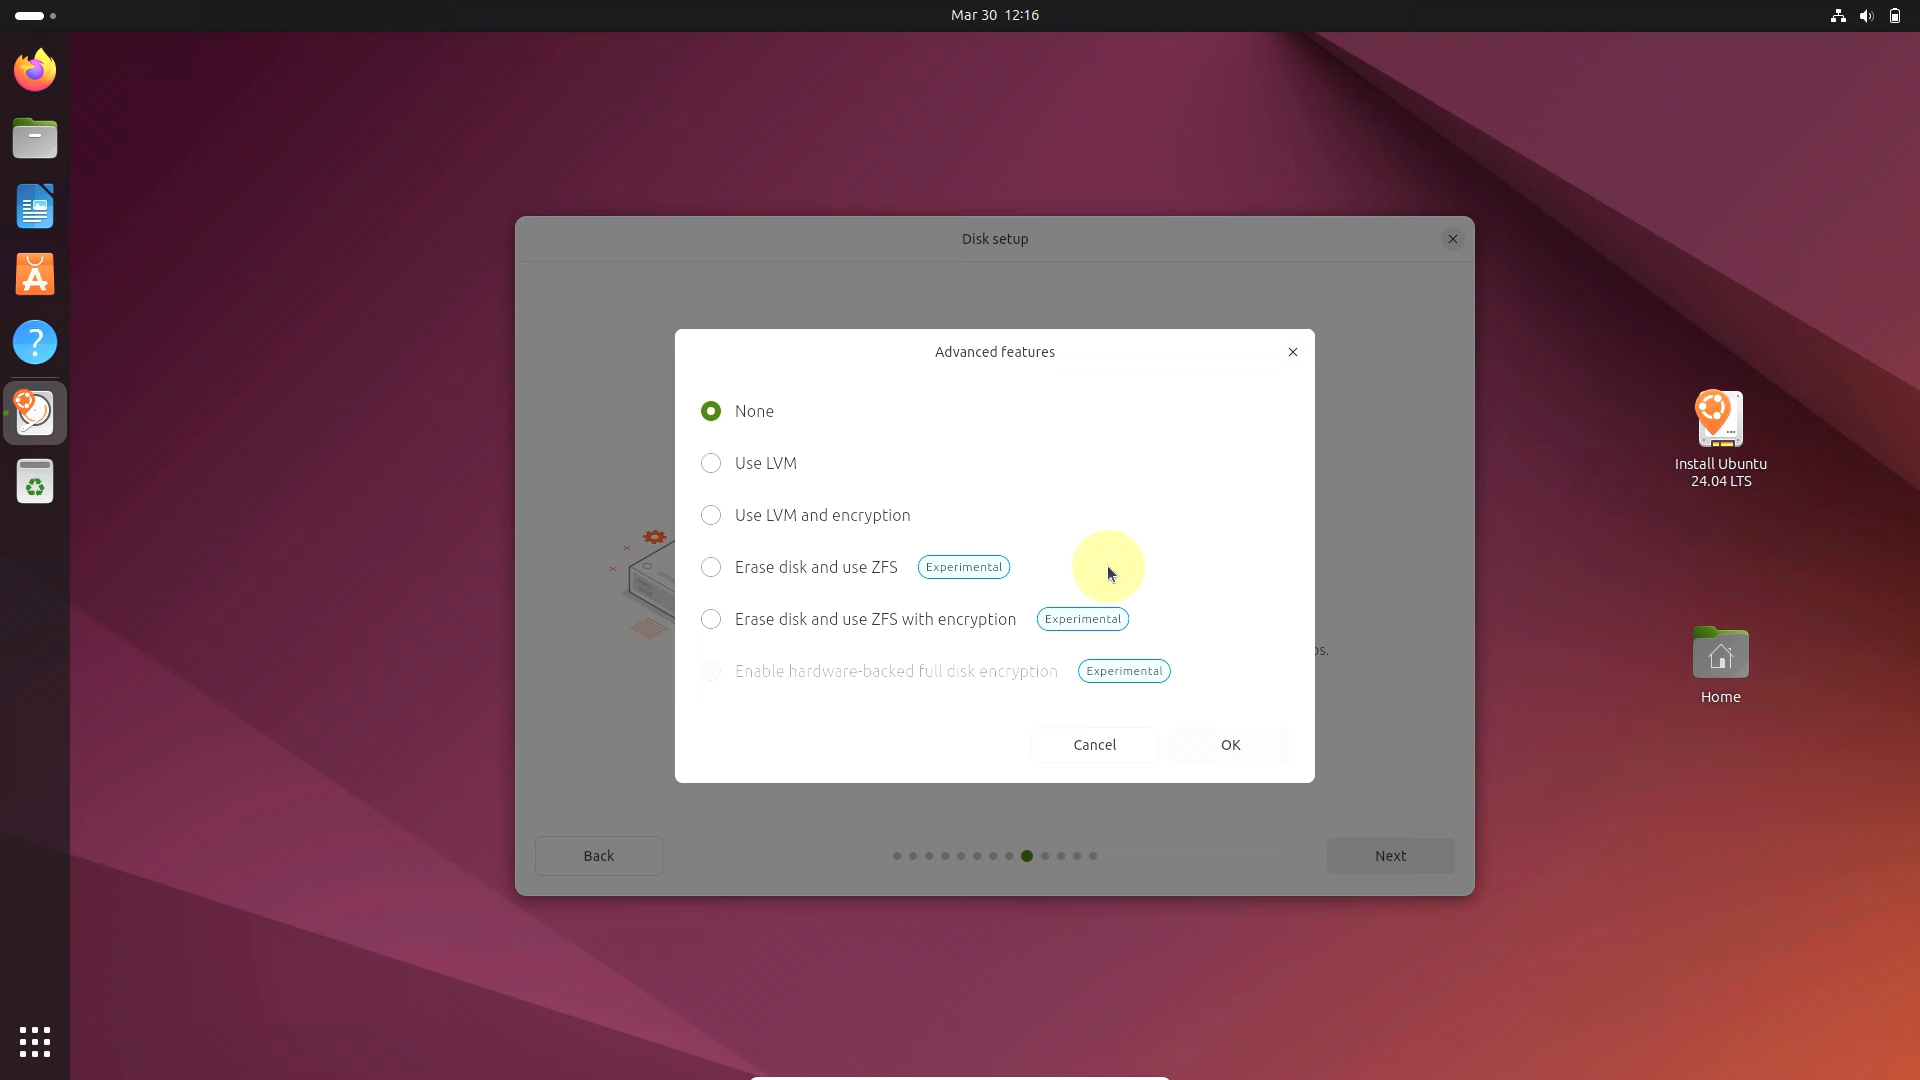 Mar 30 12:16
Disk setup
Advanced features
None
Use LVM
Use LVM and encryption
Erase disk and use ZFS Experimental
Erase disk and use ZFS with encryption Experimental
Enable hardware-backed full disk encryption Experimental
Cancel OK
Back Next
Install Ubuntu
24.04 LTS
Home